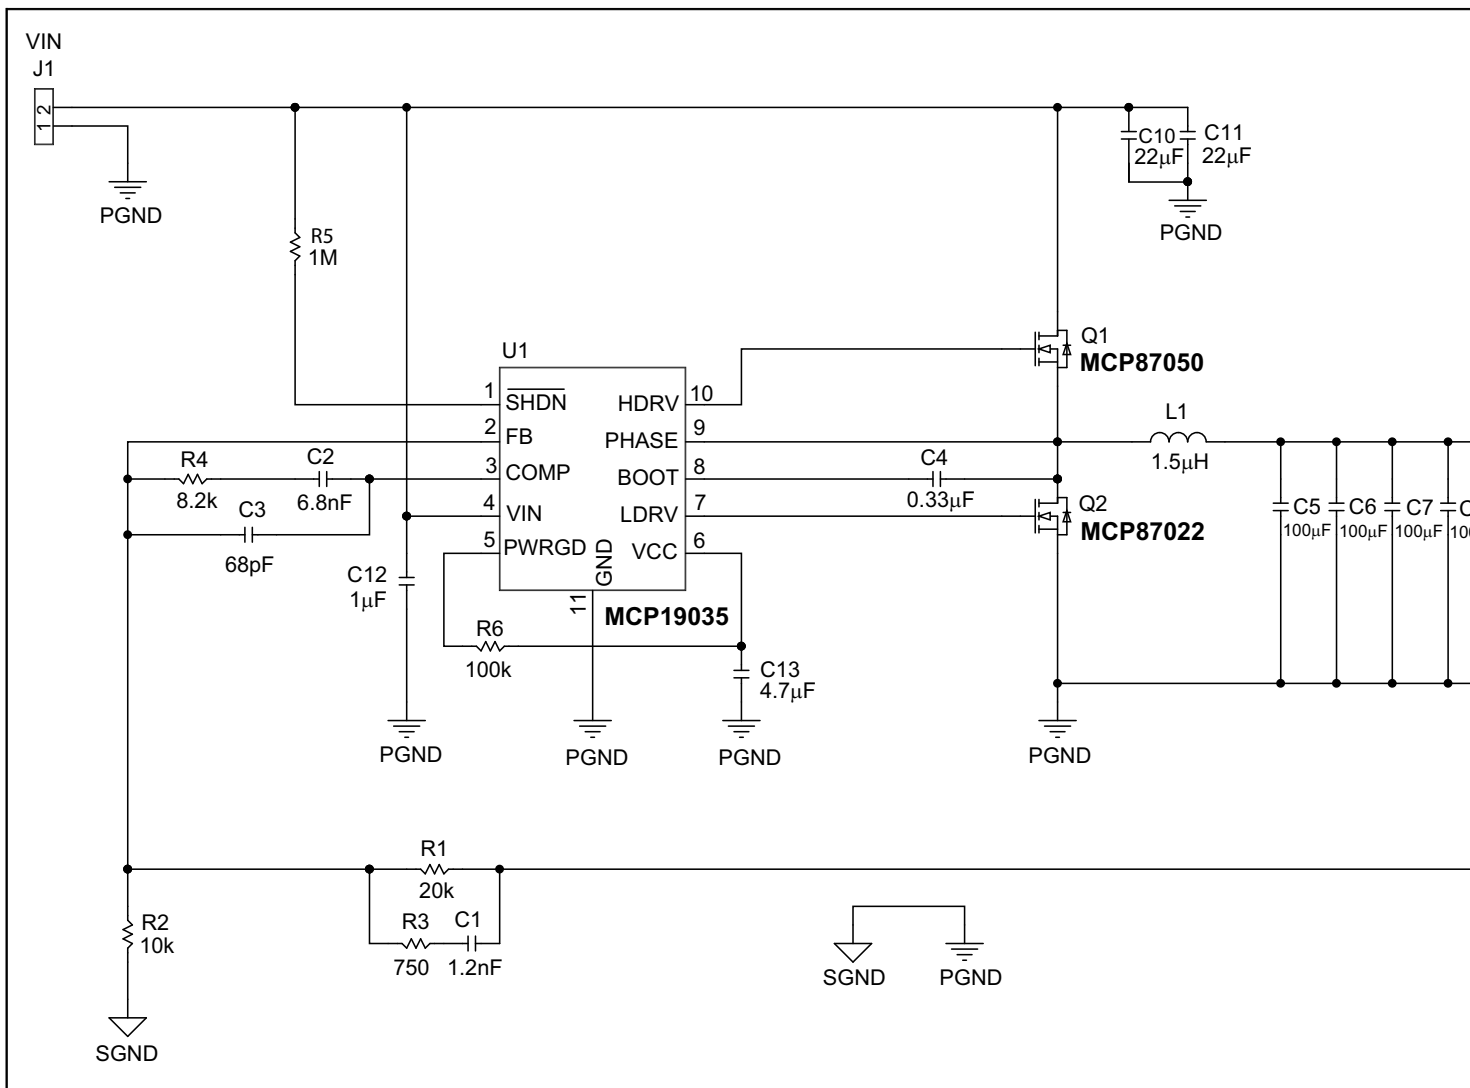 VIN
J1
2
1
PGND
C10
22μF
C11
22μF
PGND
R5
1M
Q1
MCP87050
U1
1
SHDN
2
FB
3
COMP
4
VIN
5
PWRGD
10
HDRV
9
PHASE
8
BOOT
7
LDRV
6
VCC
GND
11
MCP19035
R4
8.2k
C2
6.8nF
C3
68pF
C12
1μF
C4
0.33μF
L1
1.5μH
Q2
MCP87022
C5
100μF
C6
100μF
C7
100μF
C
10
R6
100k
C13
4.7μF
PGND
PGND
PGND
PGND
R1
20k
R3
750
C1
1.2nF
R2
10k
SGND
SGND
PGND